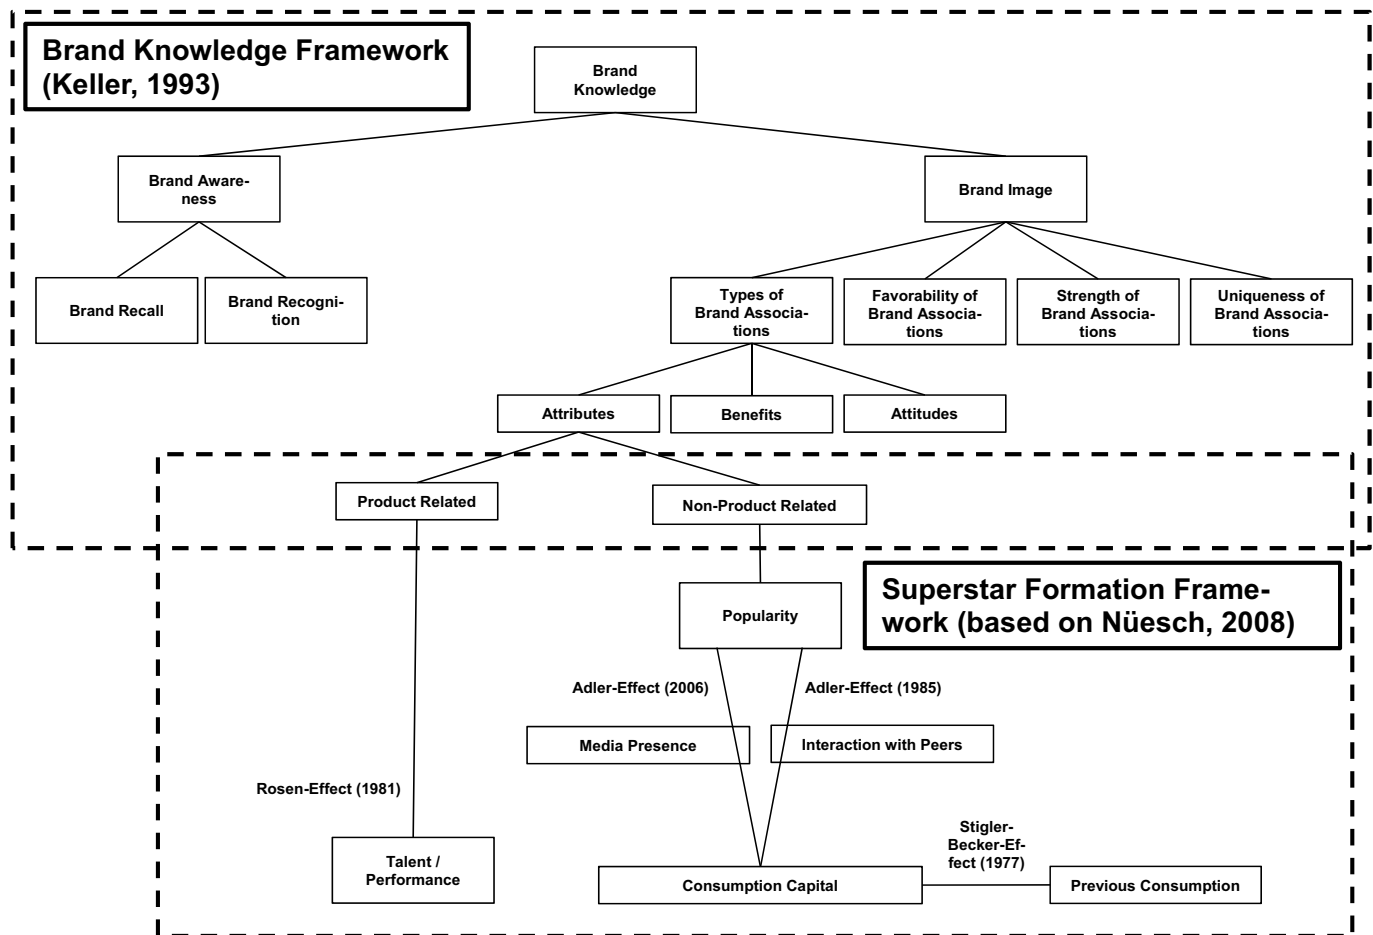 Brand Knowledge Framework
(Keller, 1993)
Brand
Knowledge
Brand Aware-
ness
Brand Image
Brand Recall
Brand Recogni-
tion
Types of
Brand Associa-
tions
Favorability of
Brand Associa-
tions
Strength of
Brand Associa-
tions
Uniqueness of
Brand Associa-
tions
Attributes
Benefits
Attitudes
Product Related
Non-Product Related
Superstar Formation Frame-
work (based on Nüesch, 2008)
Popularity
Adler-Effect (2006)
Adler-Effect (1985)
Media Presence
Interaction with Peers
Rosen-Effect (1981)
Stigler-
Becker-Ef-
fect (1977)
Talent /
Performance
Consumption Capital
Previous Consumption